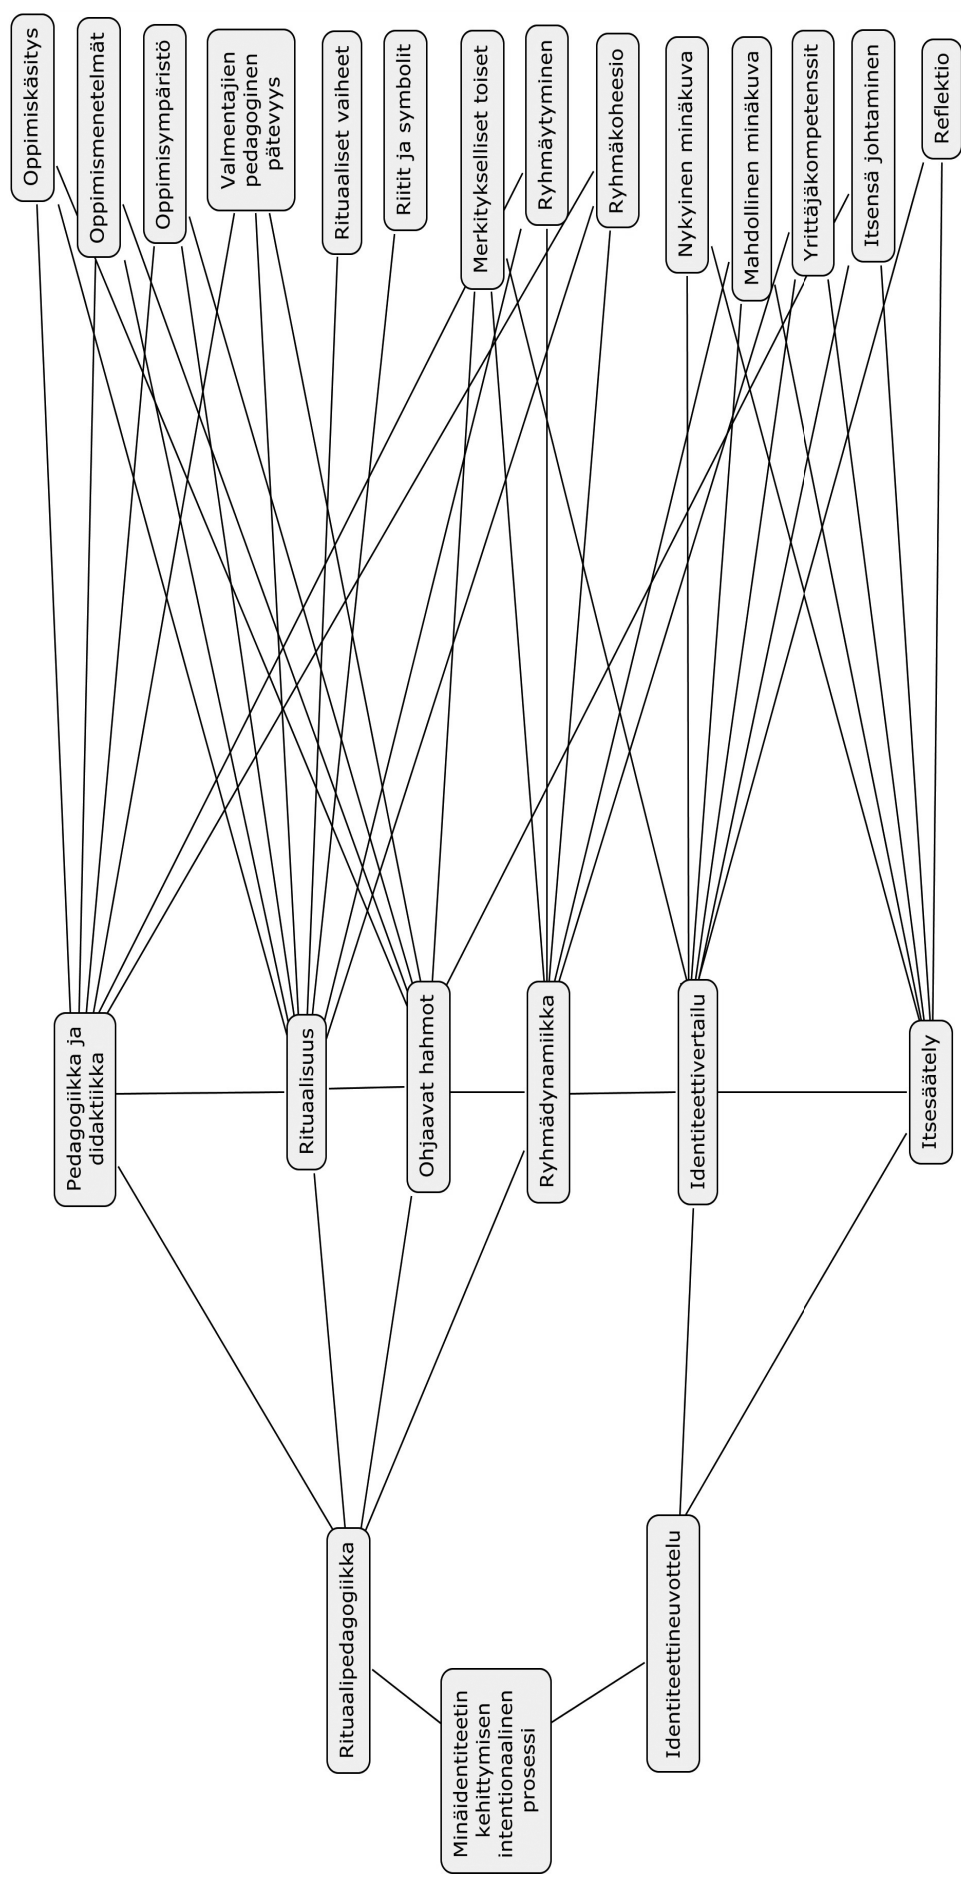 Oppimiskäsitys
Oppimismenetelmät
Oppimisympäristö
Valmentajien
pedagoginen
pätevyys
Rituaaliset vaiheet
Riitit ja symbolit
Merkitykselliset toiset
Ryhmäytyminen
Ryhmäkoheesio
Nykyinen minäkuva
Mahdollinen minäkuva
Yrittäjäkompetenssit
Itsensä johtaminen
Reflektio
Pedagogiikka ja
didaktiikka
Rituaalisuus
Ohjaavat hahmot
Ryhmädynamiikka
Identiteettivertailu
Itsesäätely
Rituaalipedagogiikka
Identiteettineuvottelu
Minäidentiteetin
kehittymisen
intentionaalinen
prosessi